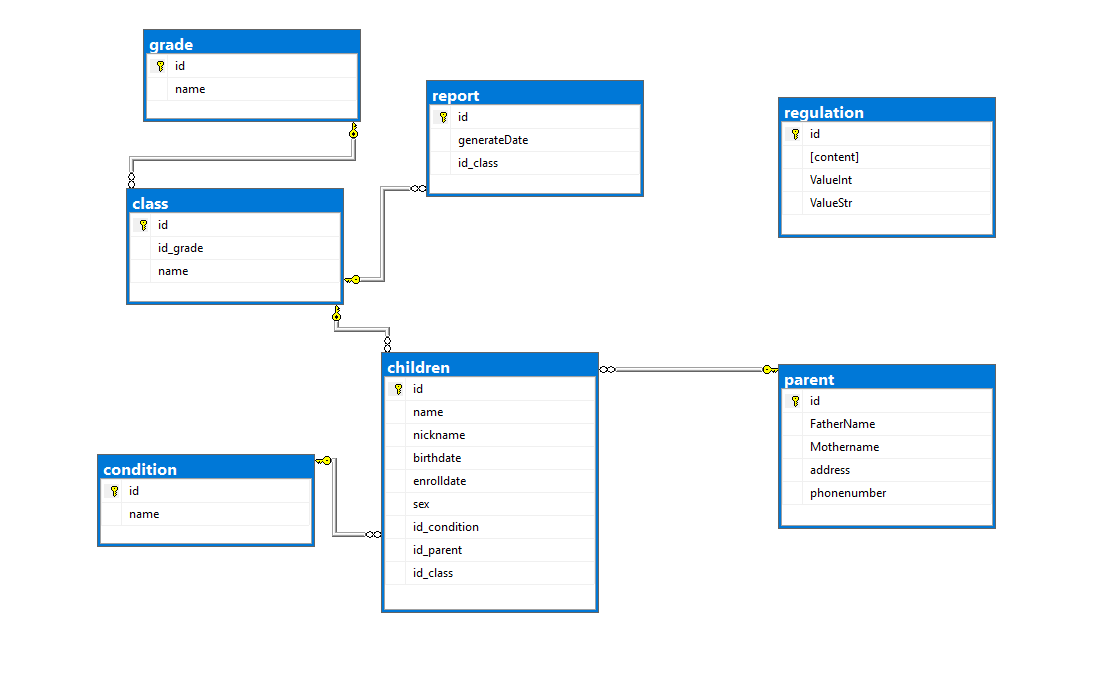 grade
id
name
report
id
generateDate
id_class
regulation
id
[content]
ValueInt
ValueStr
class
id
id_grade
name
children
id
name
nickname
birthdate
enrolldate
sex
id_condition
id_parent
id_class
parent
id
FatherName
Mothername
address
phonenumber
condition
id
name